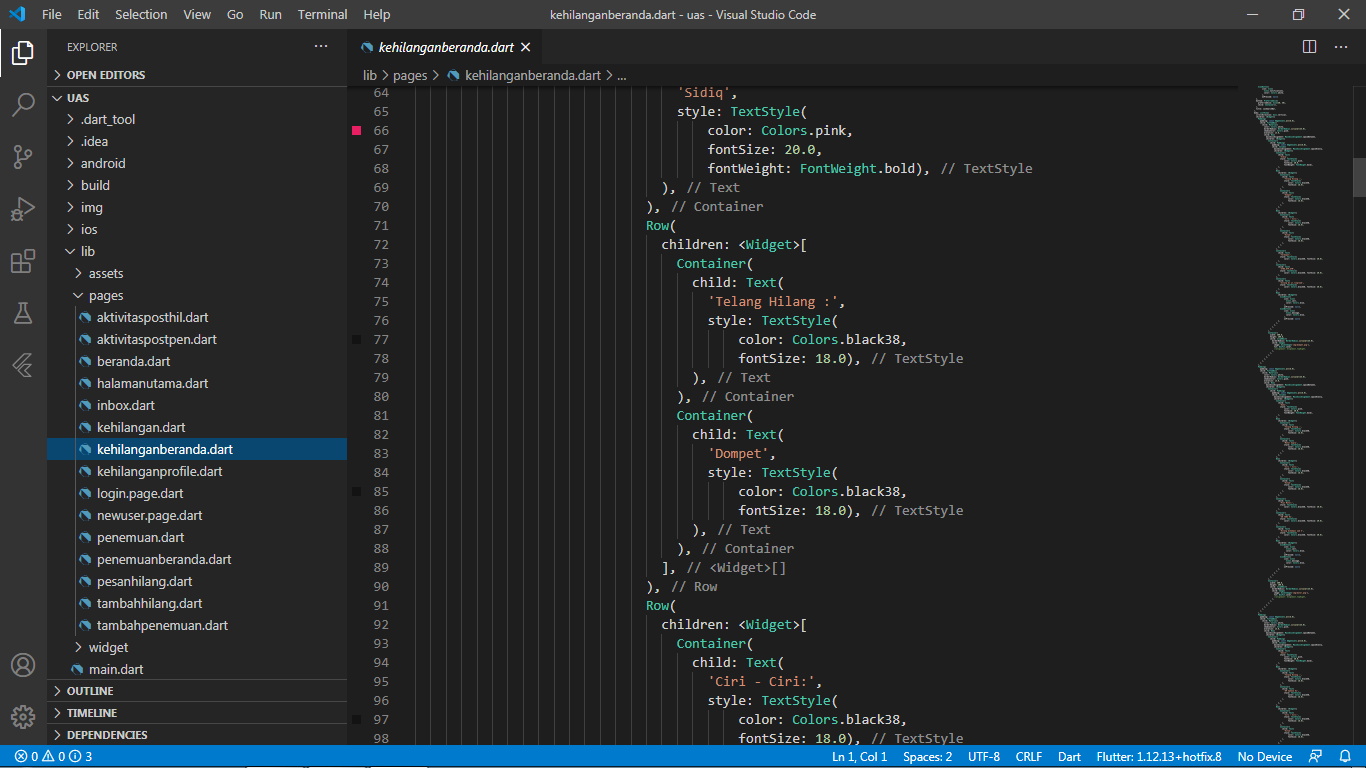 File Edit Selection View Go Run Terminal Help
kehilanganberanda.dart - uas - Visual Studio Code
EXPLORER
OPEN EDITORS
UAS
.dart_tool
.idea
android
build
img
ios
lib
assets
pages
aktivitasposthil.dart
aktivitaspostpen.dart
beranda.dart
halamanutama.dart
inbox.dart
kehilangan.dart
kehilanganberanda.dart
kehilanganprofile.dart
login.page.dart
newuser.page.dart
penemuan.dart
penemuanberanda.dart
pesanhilang.dart
tambahhilang.dart
tambahpenemuan.dart
widget
main.dart
OUTLINE
TIMELINE
DEPENDENCIES
kehilanganberanda.dart
lib > pages > kehilanganberanda.dart > ...
64 'Sidiq',
65 style: TextStyle(
66 color: Colors.pink,
67 fontSize: 20.0,
68 fontWeight: FontWeight.bold), // TextStyle
69 ), // Text
70 ), // Container
71 Row(
72 children: <Widget>[
73 Container(
74 child: Text(
75 'Telang Hilang :',
76 style: TextStyle(
77 color: Colors.black38,
78 fontSize: 18.0), // TextStyle
79 ), // Text
80 ), // Container
81 Container(
82 child: Text(
83 'Dompet',
84 style: TextStyle(
85 color: Colors.black38,
86 fontSize: 18.0), // TextStyle
87 ), // Text
88 ), // Container
89 ], // <Widget>[]
90 ), // Row
91 Row(
92 children: <Widget>[
93 Container(
94 child: Text(
95 'Ciri - Ciri:',
96 style: TextStyle(
97 color: Colors.black38,
98 fontSize: 18.0), // TextStyle
0 0 3
Ln 1, Col 1 Spaces: 2 UTF-8 CRLF Dart Flutter: 1.12.13+hotfix.8 No Device